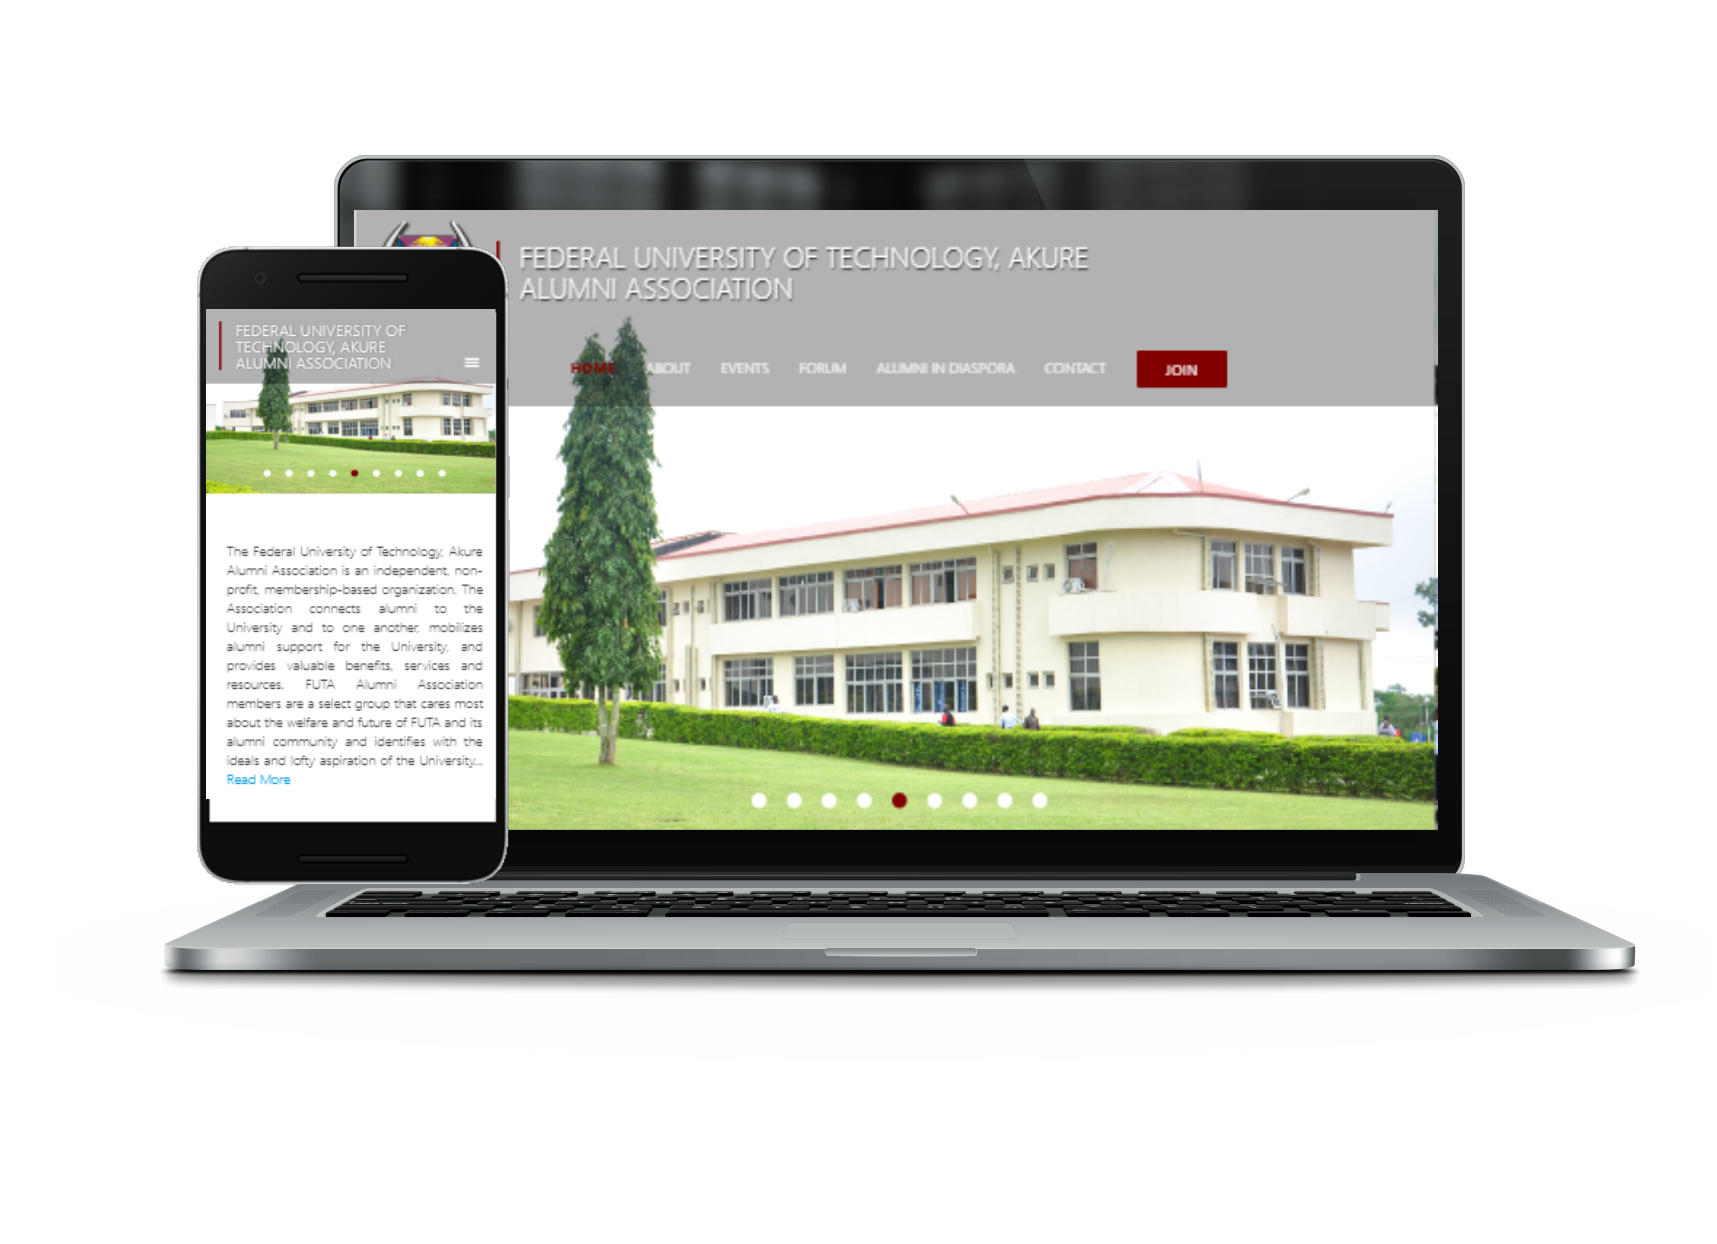 FEDERAL UNIVERSITY OF TECHNOLOGY, AKURE
ALUMNI ASSOCIATION
HOME ABOUT EVENTS FORUM ALUMNI IN DIASPORA CONTACT JOIN
FEDERAL UNIVERSITY OF
TECHNOLOGY, AKURE
ALUMNI ASSOCIATION
The Federal University of Technology, Akure
Alumni Association is an independent, non-
profit, membership-based organization. The
Association connects alumni to the
University and to one another, mobilizes
alumni support for the University, and
provides valuable benefits, services and
resources. FUTA Alumni Association
members are a select group that cares most
about the welfare and future of FUTA and its
alumni community and identifies with the
ideals and lofty aspiration of the University...
Read More